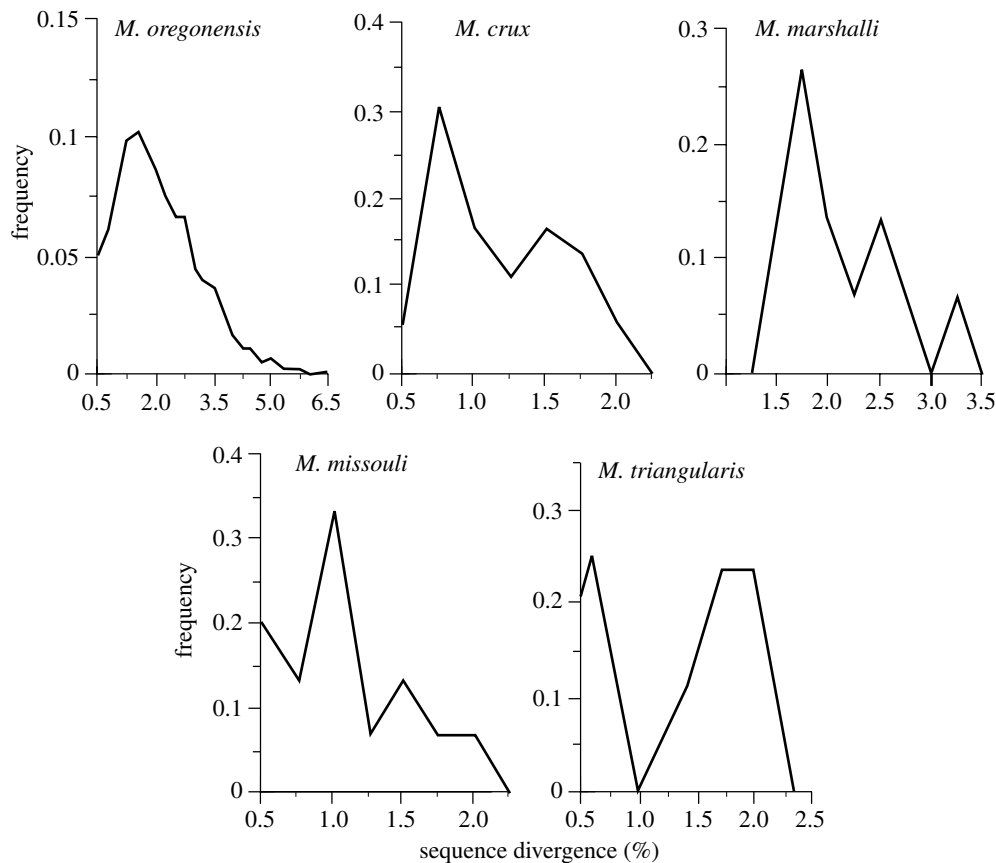 M. oregonensis
0.15
0.1
0.05
0
0.5 2.0 3.5 5.0 6.5
frequency
M. crux
0.4
0.3
0.2
0.1
0
0.5 1.0 1.5 2.0
M. marshalli
0.3
0.2
0.1
0
1.5 2.0 2.5 3.0 3.5
M. missouli
0.4
0.3
0.2
0.1
0
0.5 1.0 1.5 2.0
frequency
M. triangularis
0.3
0.2
0.1
0
0.5 1.0 1.5 2.0 2.5
sequence divergence (%)